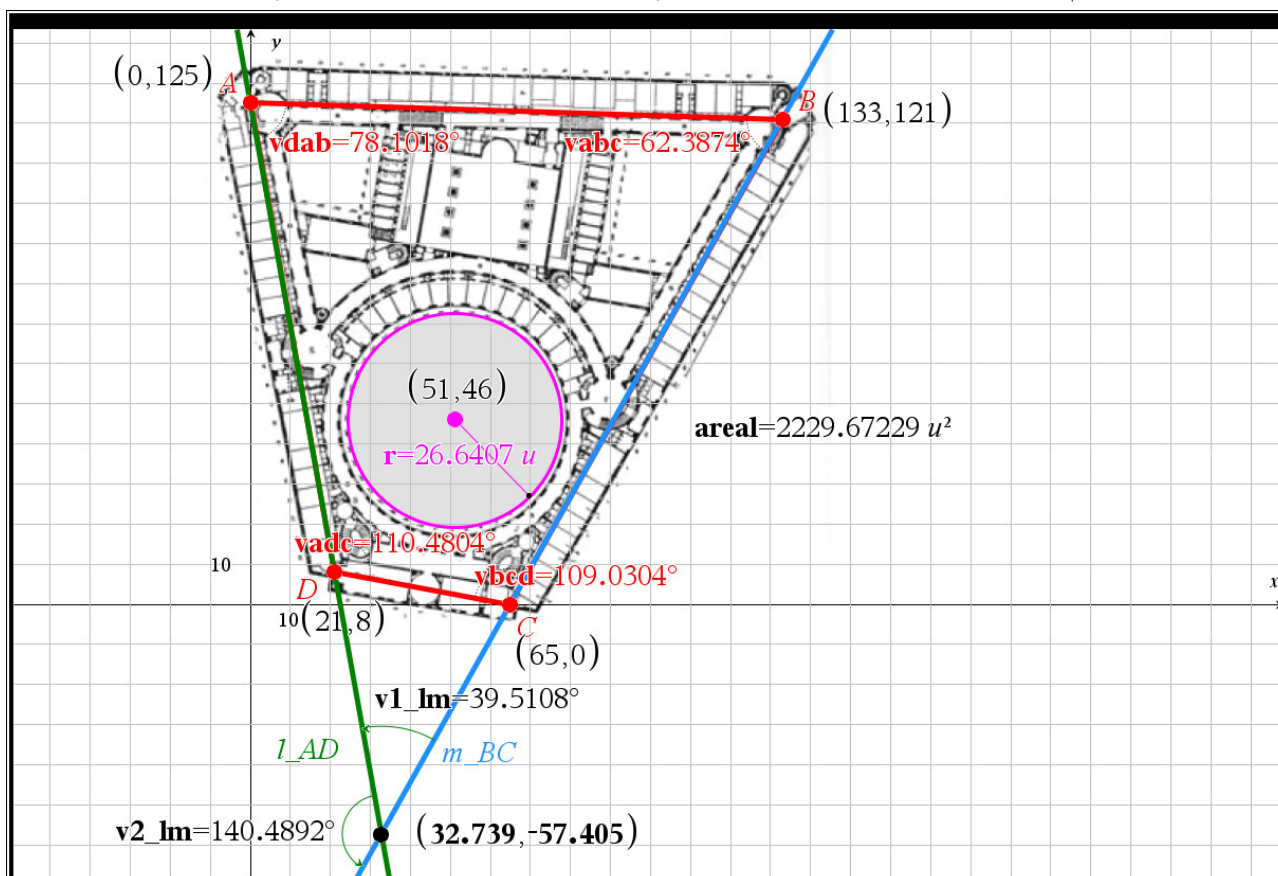 y
(0,125)
A
B
(133,121)
vdab=78.1018°
vabc=62.3874°
(51,46)
areal=2229.67229 u²
r=26.6407 u
vadc=110.4804°
10
vbcd=109.0304°
x
D
10
(21,8)
C
(65,0)
v1_lm=39.5108°
l_AD
m_BC
v2_lm=140.4892°
(32.739,-57.405)